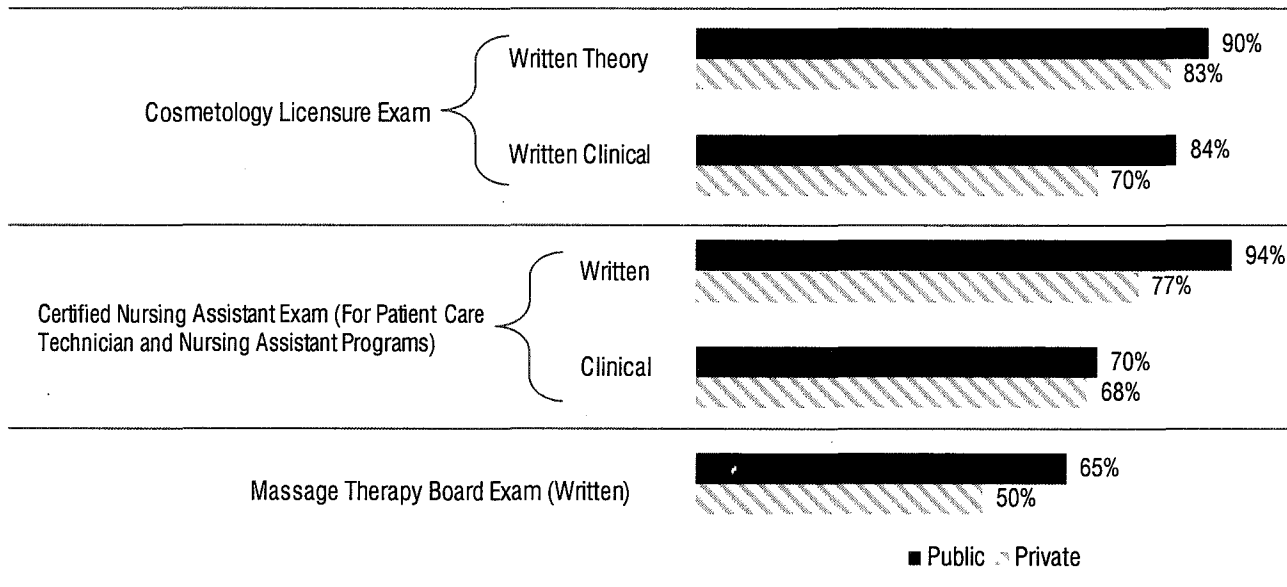 Written Theory
90%
83%
Cosmetology Licensure Exam
Written Clinical
84%
70%
Written
94%
77%
Certified Nursing Assistant Exam (For Patient Care
Technician and Nursing Assistant Programs)
Clinical
70%
68%
Massage Therapy Board Exam (Written)
65%
50%
Public Private